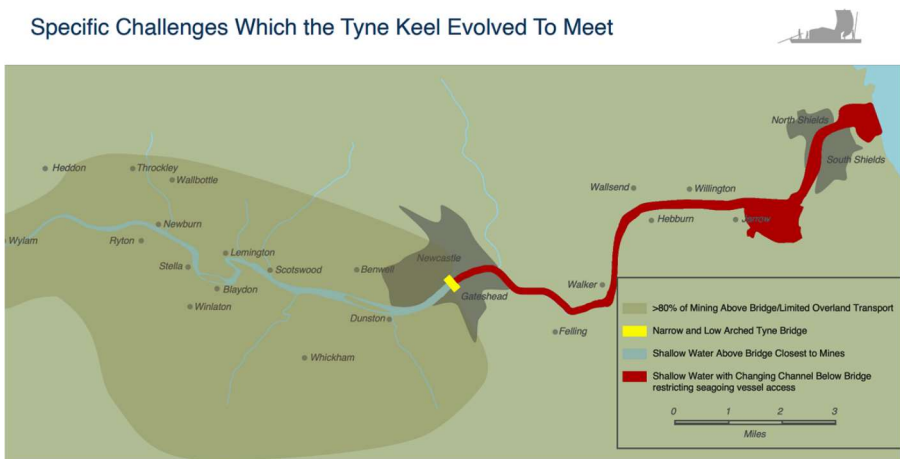 Specific Challenges Which the Tyne Keel Evolved To Meet
North Shields
South Shields
Heddon
Throckley
Wallbottle
Wallsend
Willington
Hebburn
Jarrow
Newburn
Wylam
Ryton
Lemington
Stella
Scotswood
Benwell
Newcastle
Blaydon
Walker
Gateshead
Winlaton
Dunston
Felling
Whickham
>80% of Mining Above Bridge/Limited Overland Transport
Narrow and Low Arched Tyne Bridge
Shallow Water Above Bridge Closest to Mines
Shallow Water with Changing Channel Below Bridge
restricting seagoing vessel access
0 1 2 3
Miles